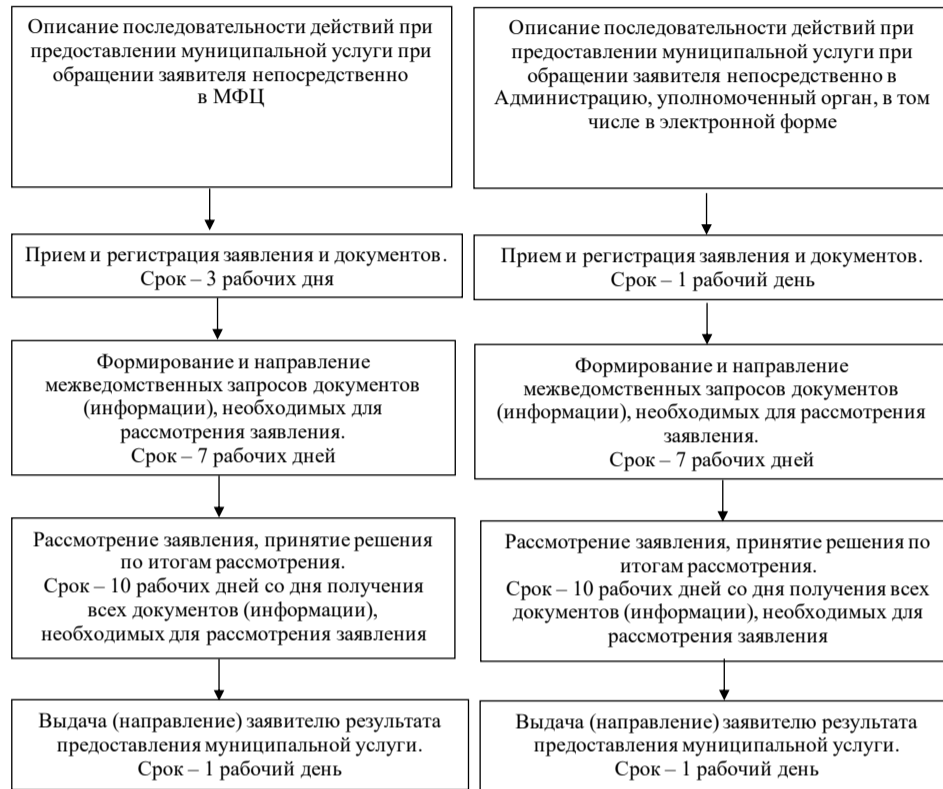 Описание последовательности действий при
предоставлении муниципальной услуги при
обращении заявителя непосредственно
в МФЦ
Прием и регистрация заявления и документов.
Срок – 3 рабочих дня
Формирование и направление
межведомственных запросов документов
(информации), необходимых для
рассмотрения заявления.
Срок – 7 рабочих дней
Рассмотрение заявления, принятие решения
по итогам рассмотрения.
Срок – 10 рабочих дней со дня получения
всех документов (информации),
необходимых для рассмотрения заявления
Выдача (направление) заявителю результата
предоставления муниципальной услуги.
Срок – 1 рабочий день
Описание последовательности действий при
предоставлении муниципальной услуги при
обращении заявителя непосредственно в
Администрацию, уполномоченный орган, в том
числе в электронной форме
Прием и регистрация заявления и документов.
Срок – 1 рабочий день
Формирование и направление
межведомственных запросов документов
(информации), необходимых для рассмотрения
заявления.
Срок – 7 рабочих дней
Рассмотрение заявления, принятие решения по
итогам рассмотрения.
Срок – 10 рабочих дней со дня получения всех
документов (информации), необходимых для
рассмотрения заявления
Выдача (направление) заявителю результата
предоставления муниципальной услуги.
Срок – 1 рабочий день